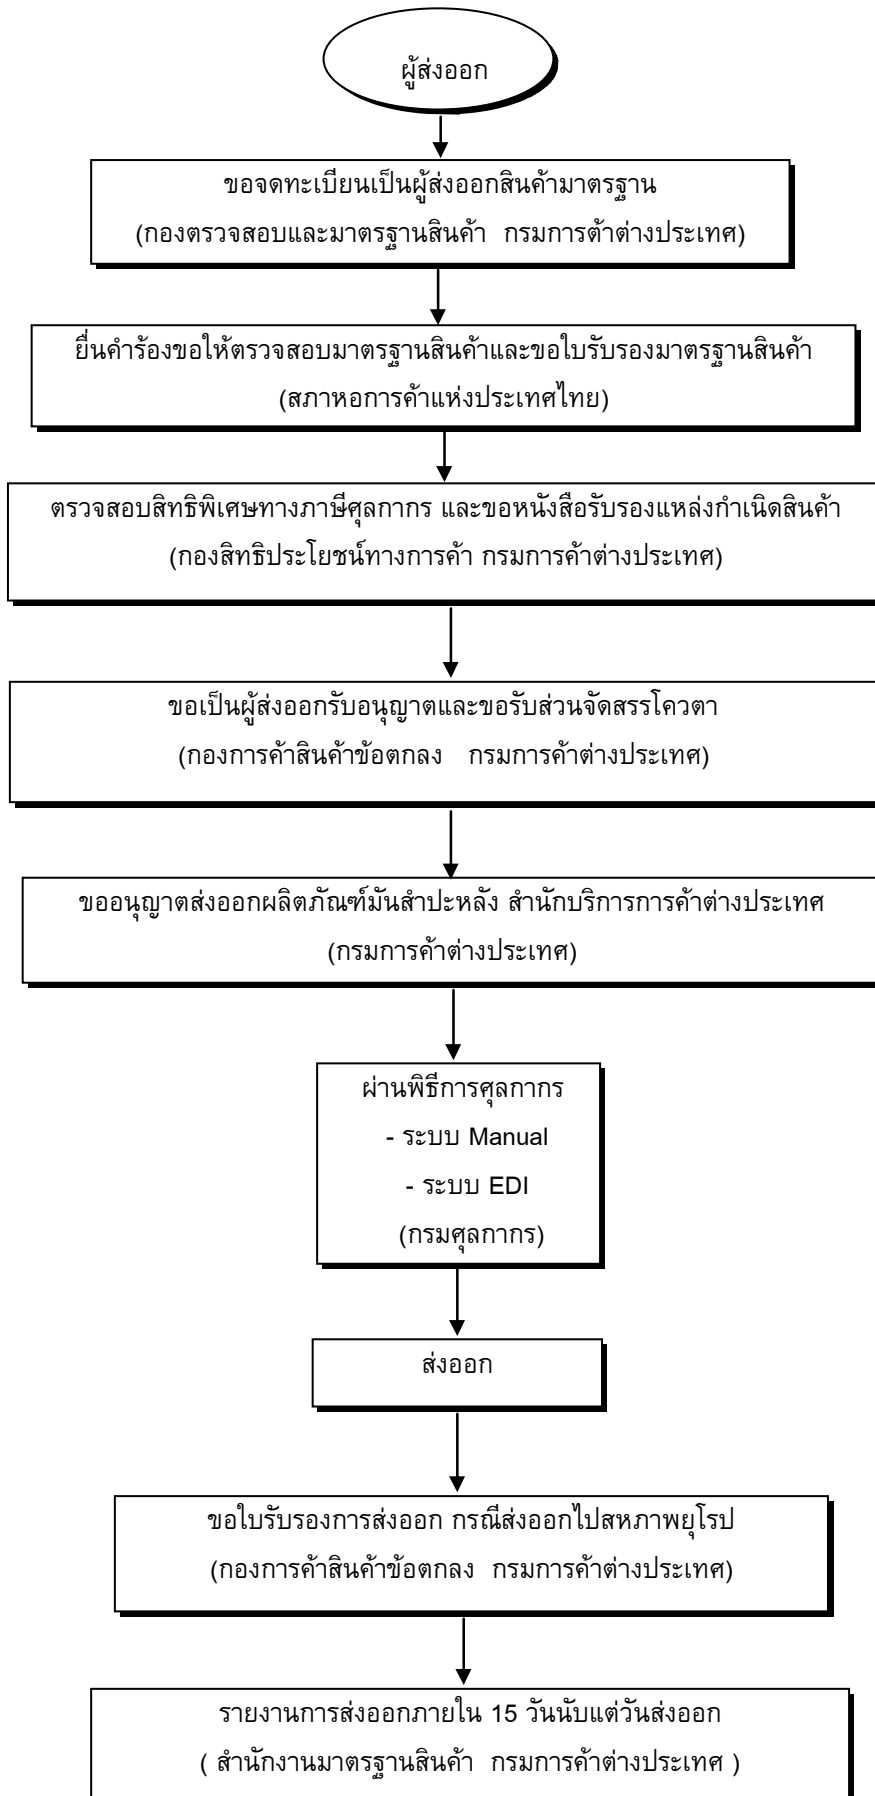 ผู้ส่งออก
ขอจดทะเบียนเป็นผู้ส่งออกสินค้ามาตรฐาน
(กองตรวจสอบและมาตรฐานสินค้า กรมการต้าต่างประเทศ)
ยื่นคำร้องขอให้ตรวจสอบมาตรฐานสินค้าและขอใบรับรองมาตรฐานสินค้า
(สภาหอการค้าแห่งประเทศไทย)
ตรวจสอบสิทธิพิเศษทางภาษีศุลกากร และขอหนังสือรับรองแหล่งกำเนิดสินค้า
(กองสิทธิประโยชน์ทางการค้า กรมการค้าต่างประเทศ)
ขอเป็นผู้ส่งออกรับอนุญาตและขอรับส่วนจัดสรรโควตา
(กองการค้าสินค้าข้อตกลง กรมการค้าต่างประเทศ)
ขออนุญาตส่งออกผลิตภัณฑ์มันสำปะหลัง สำนักบริการการค้าต่างประเทศ
(กรมการค้าต่างประเทศ)
ผ่านพิธีการศุลกากร
- ระบบ Manual
- ระบบ EDI
(กรมศุลกากร)
ส่งออก
ขอใบรับรองการส่งออก กรณีส่งออกไปสหภาพยุโรป
(กองการค้าสินค้าข้อตกลง กรมการค้าต่างประเทศ)
รายงานการส่งออกภายใน 15 วันนับแต่วันส่งออก
( สำนักงานมาตรฐานสินค้า กรมการค้าต่างประเทศ )